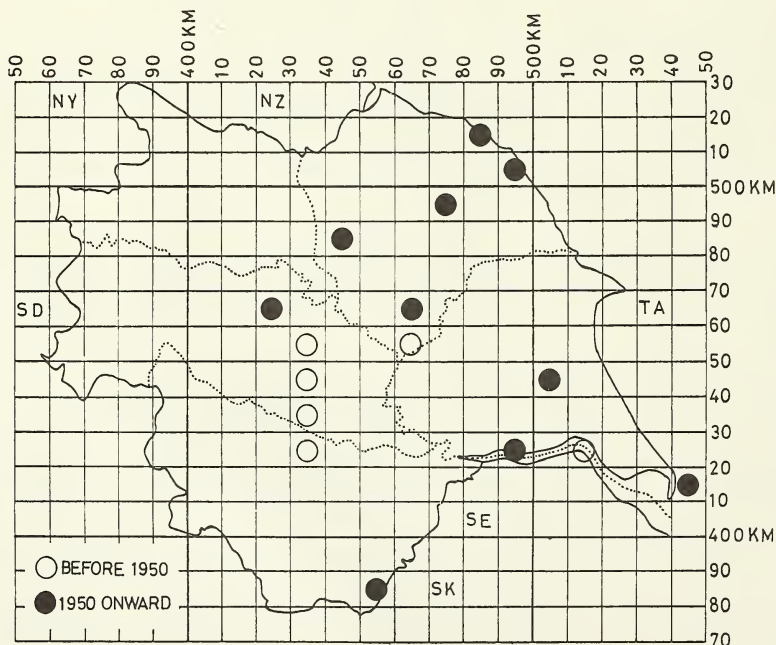 50 60 70 80 90 400KM 10 20 30 40 50 60 70 80 90 500KM 10 20 30 40 50
NY NZ
30
20
10
500KM
90
80
70
SD TA
60
50
40
30
20
10
SE
400KM
BEFORE 1950
90
SK
1950 ONWARD
80
70